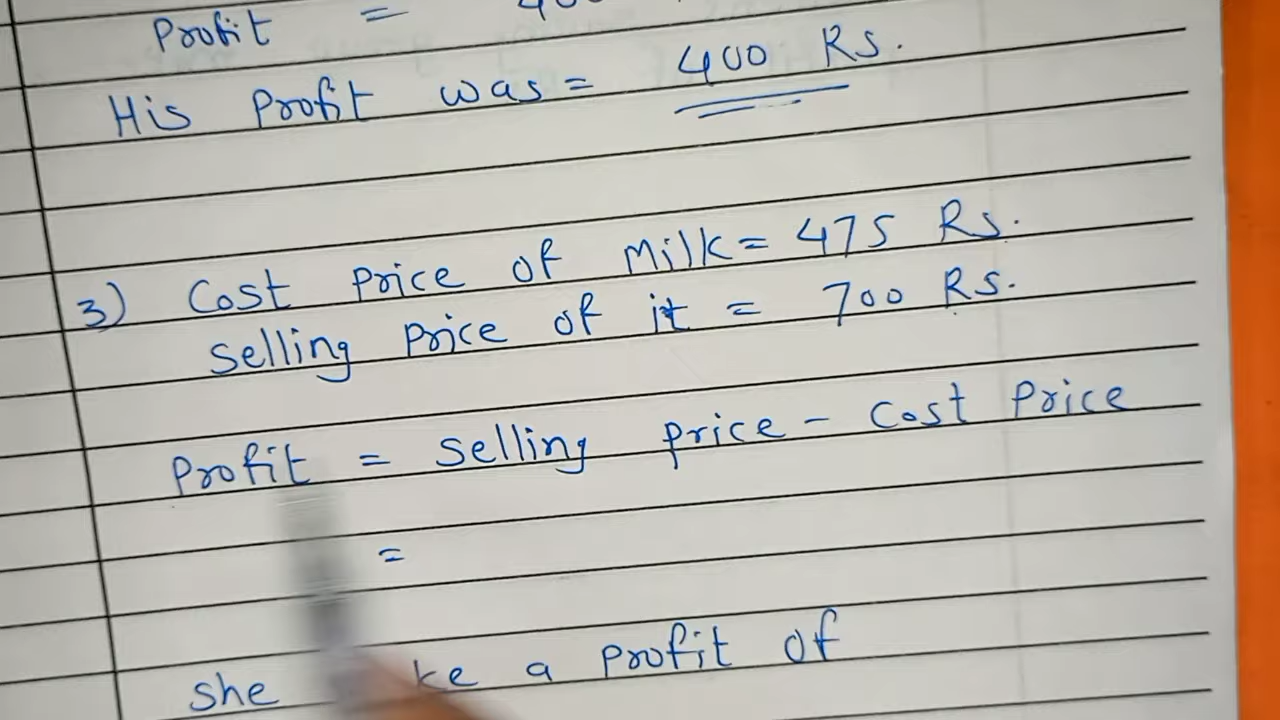 Profit =
His Profit was = 400 Rs.
3) Cost Price of Milk = 475 Rs.
Selling Price of it = 700 Rs.
Profit = Selling Price - Cost Price
=
She a Profit of